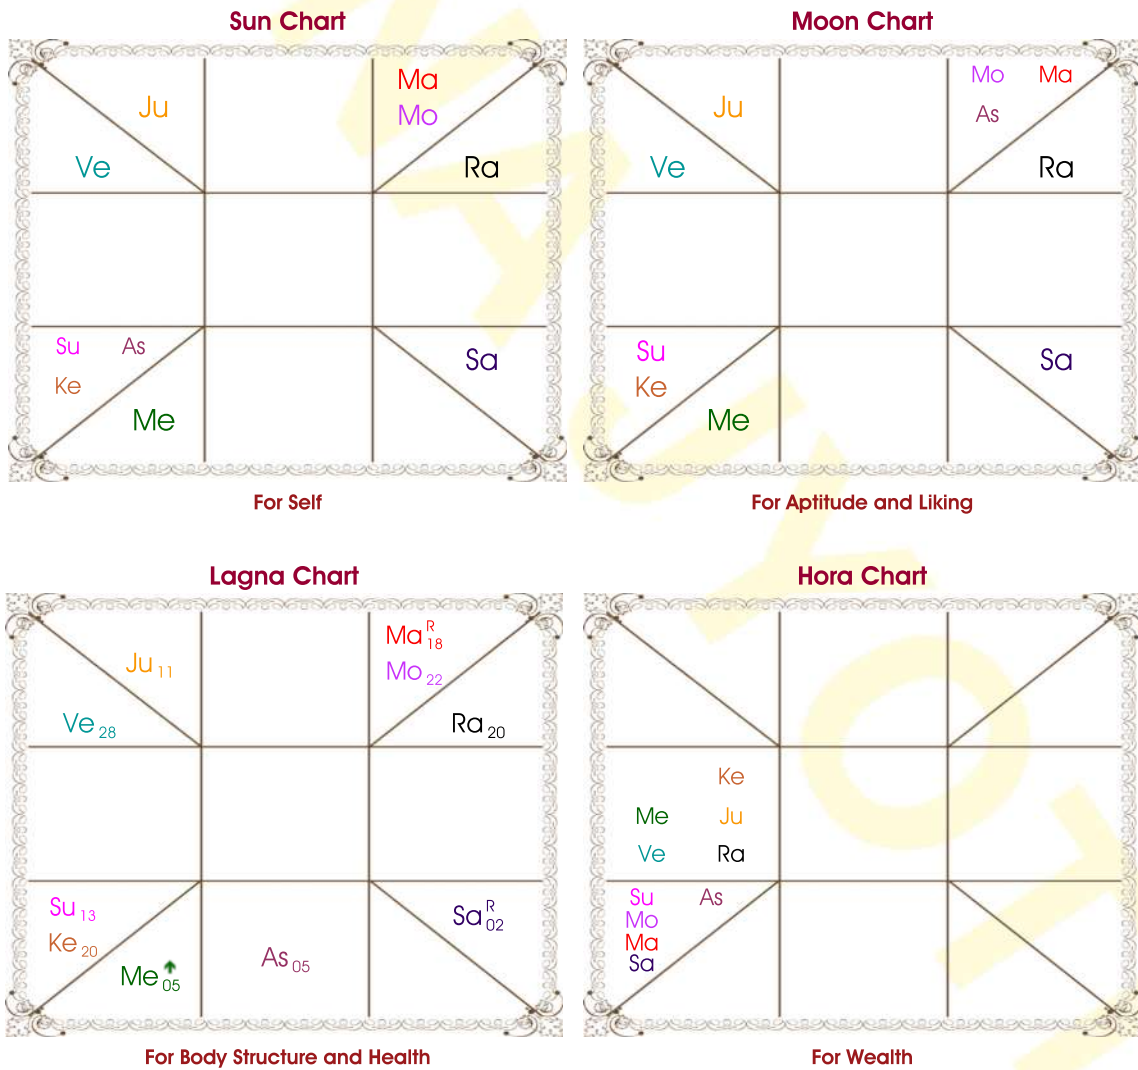 Sun Chart
Ju
Ma
Mo
Ve
Ra
Su As
Ke
Sa
Me
For Self
Moon Chart
Ju
Mo Ma
As
Ve
Ra
Su
Ke
Sa
Me
For Aptitude and Liking
Lagna Chart
Ju 11
Ma R 18
Mo 22
Ve 28
Ra 20
Su 13
Ke 20
Me 05
As 05
Sa R 02
For Body Structure and Health
Hora Chart
Ke
Me Ju
Ve Ra
Su As
Mo
Ma
Sa
For Wealth